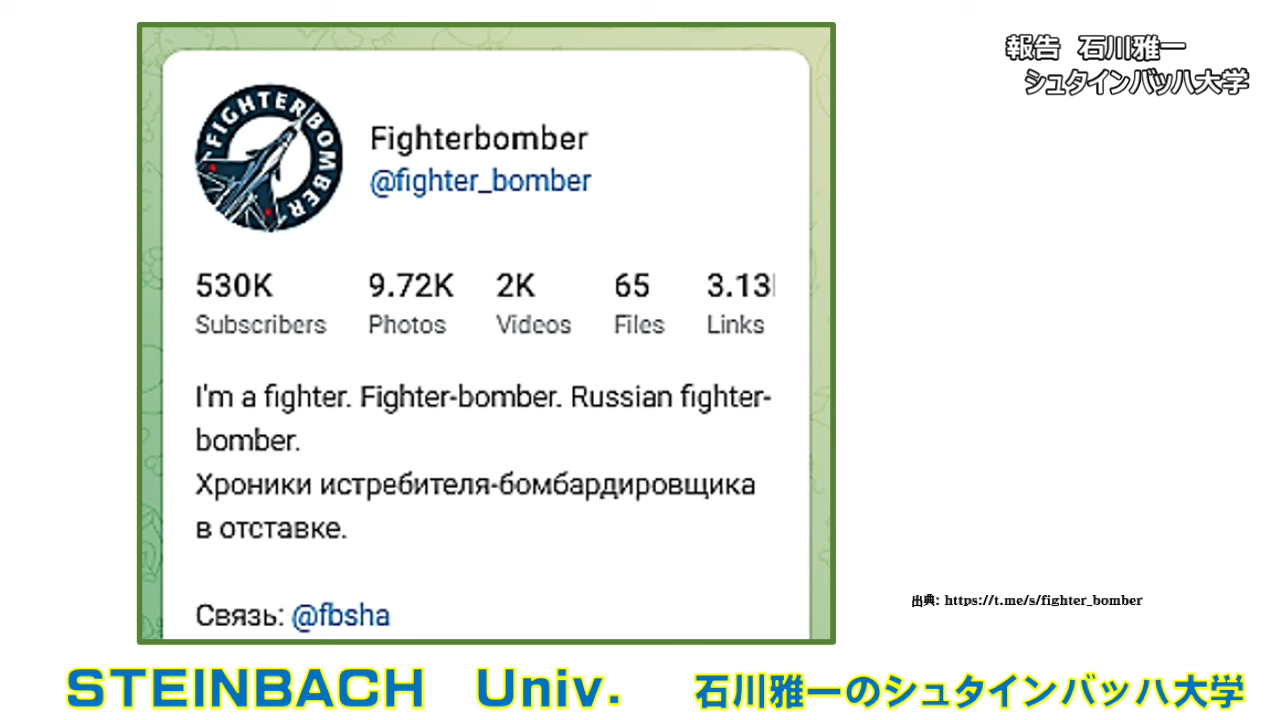 報告 石川雅一
シュタインバッハ大学
FIGHTERBOMBER
Fighterbomber
@fighter_bomber
530K 9.72K 2K 65 3.13
Subscribers Photos Videos Files Links
I'm a fighter. Fighter-bomber. Russian fighter-
bomber.
Хроники истребителя-бомбардировщика
в отставке.
Связь: @fbsha
出典: https://t.me/s/fighter_bomber
STEINBACH Univ. 石川雅一のシュタインバッハ大学